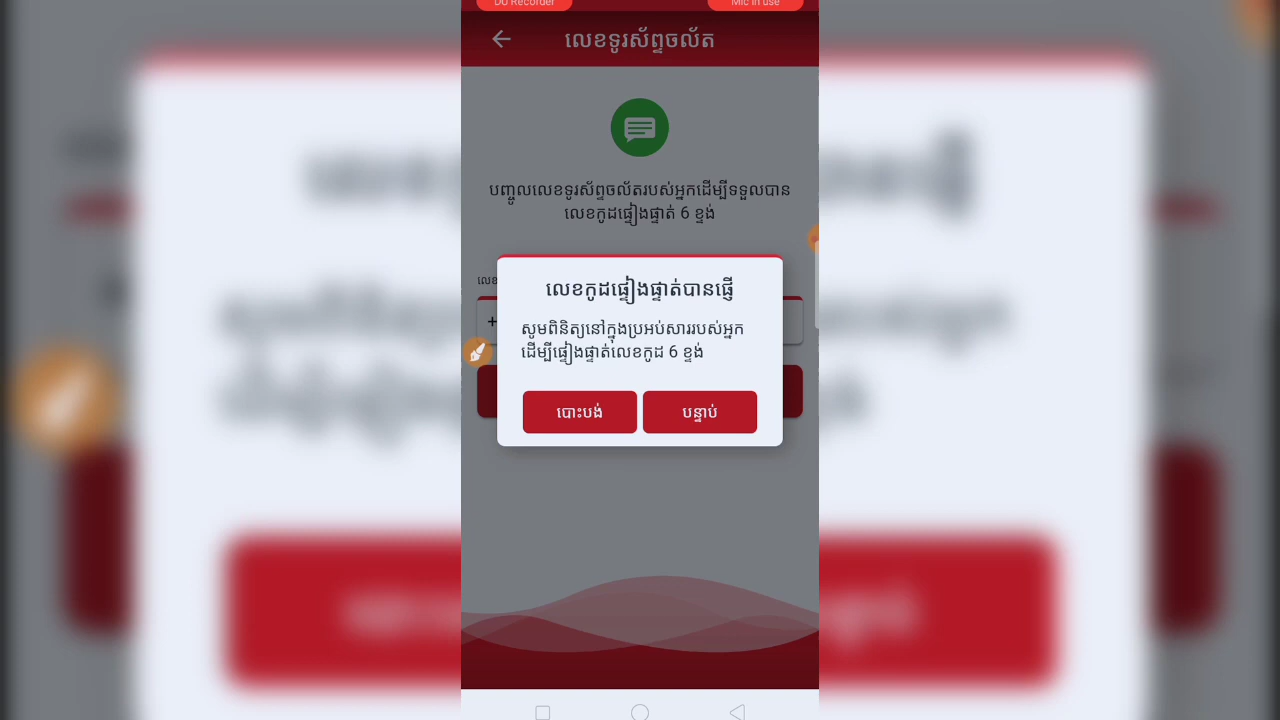 DU Recorder
Mic in use
លេខទូរស័ព្ទចល័ត
បញ្ចូលលេខទូរស័ព្ទចល័តរបស់អ្នកដើម្បីទទួលបាន
លេខកូដផ្ទៀងផ្ទាត់ 6 ខ្ទង់
លេខ
+
លេខកូដផ្ទៀងផ្ទាត់បានផ្ញើ
សូមពិនិត្យនៅក្នុងប្រអប់សាររបស់អ្នក
ដើម្បីផ្ទៀងផ្ទាត់លេខកូដ 6 ខ្ទង់
បោះបង់
បន្ទាប់